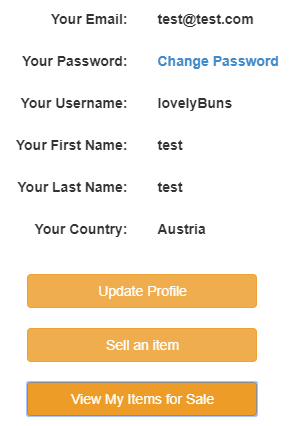 Your Email: test@test.com
Your Password: Change Password
Your Username: lovelyBuns
Your First Name: test
Your Last Name: test
Your Country: Austria
Update Profile
Sell an item
View My Items for Sale